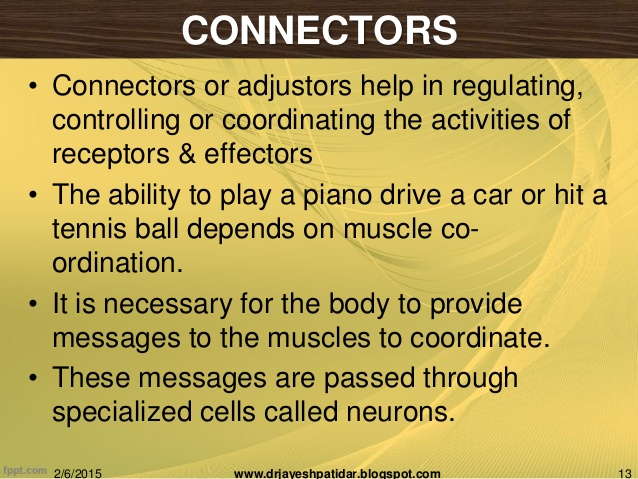 CONNECTORS
• Connectors or adjustors help in regulating,
controlling or coordinating the activities of
receptors & effectors
• The ability to play a piano drive a car or hit a
tennis ball depends on muscle co-
ordination.
• It is necessary for the body to provide
messages to the muscles to coordinate.
• These messages are passed through
specialized cells called neurons.
fppt.com 2/6/2015 www.drjayeshpatidar.blogspot.com 13